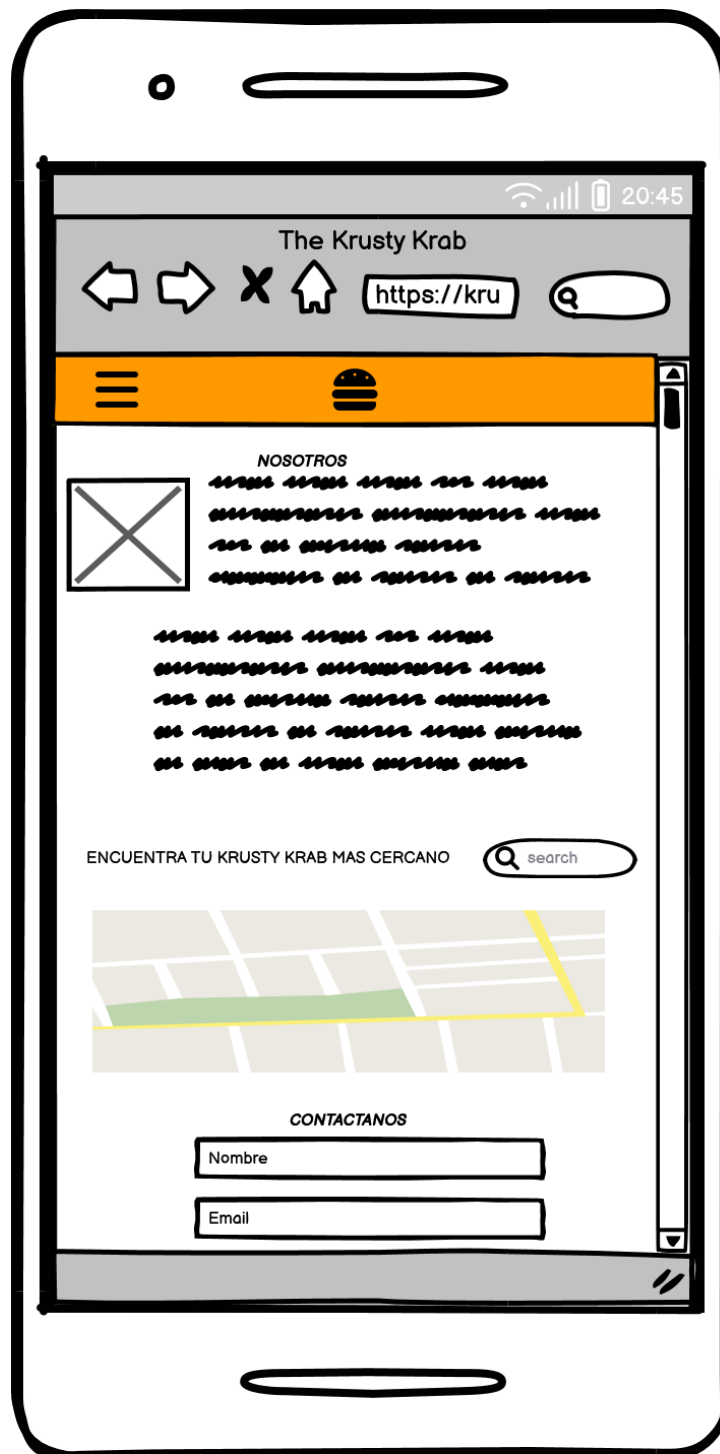 20:45
The Krusty Krab
https://kru
NOSOTROS
ENCUENTRA TU KRUSTY KRAB MAS CERCANO
search
CONTACTANOS
Nombre
Email